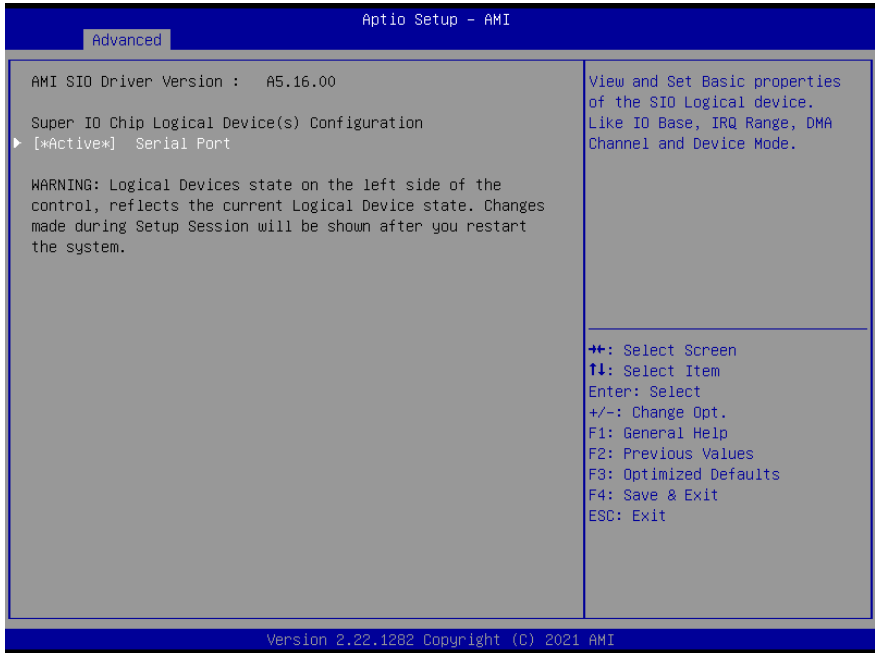 Aptio Setup – AMI
Advanced
AMI SIO Driver Version : A5.16.00
Super IO Chip Logical Device(s) Configuration
[*Active*] Serial Port
WARNING: Logical Devices state on the left side of the
control, reflects the current Logical Device state. Changes
made during Setup Session will be shown after you restart
the system.
View and Set Basic properties
of the SIO Logical device.
Like IO Base, IRQ Range, DMA
Channel and Device Mode.
→←: Select Screen
↑↓: Select Item
Enter: Select
+/-: Change Opt.
F1: General Help
F2: Previous Values
F3: Optimized Defaults
F4: Save & Exit
ESC: Exit
Version 2.22.1282 Copyright (C) 2021 AMI